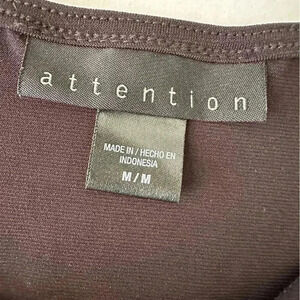 attention
MADE IN / HECHO EN
INDONESIA
M / M